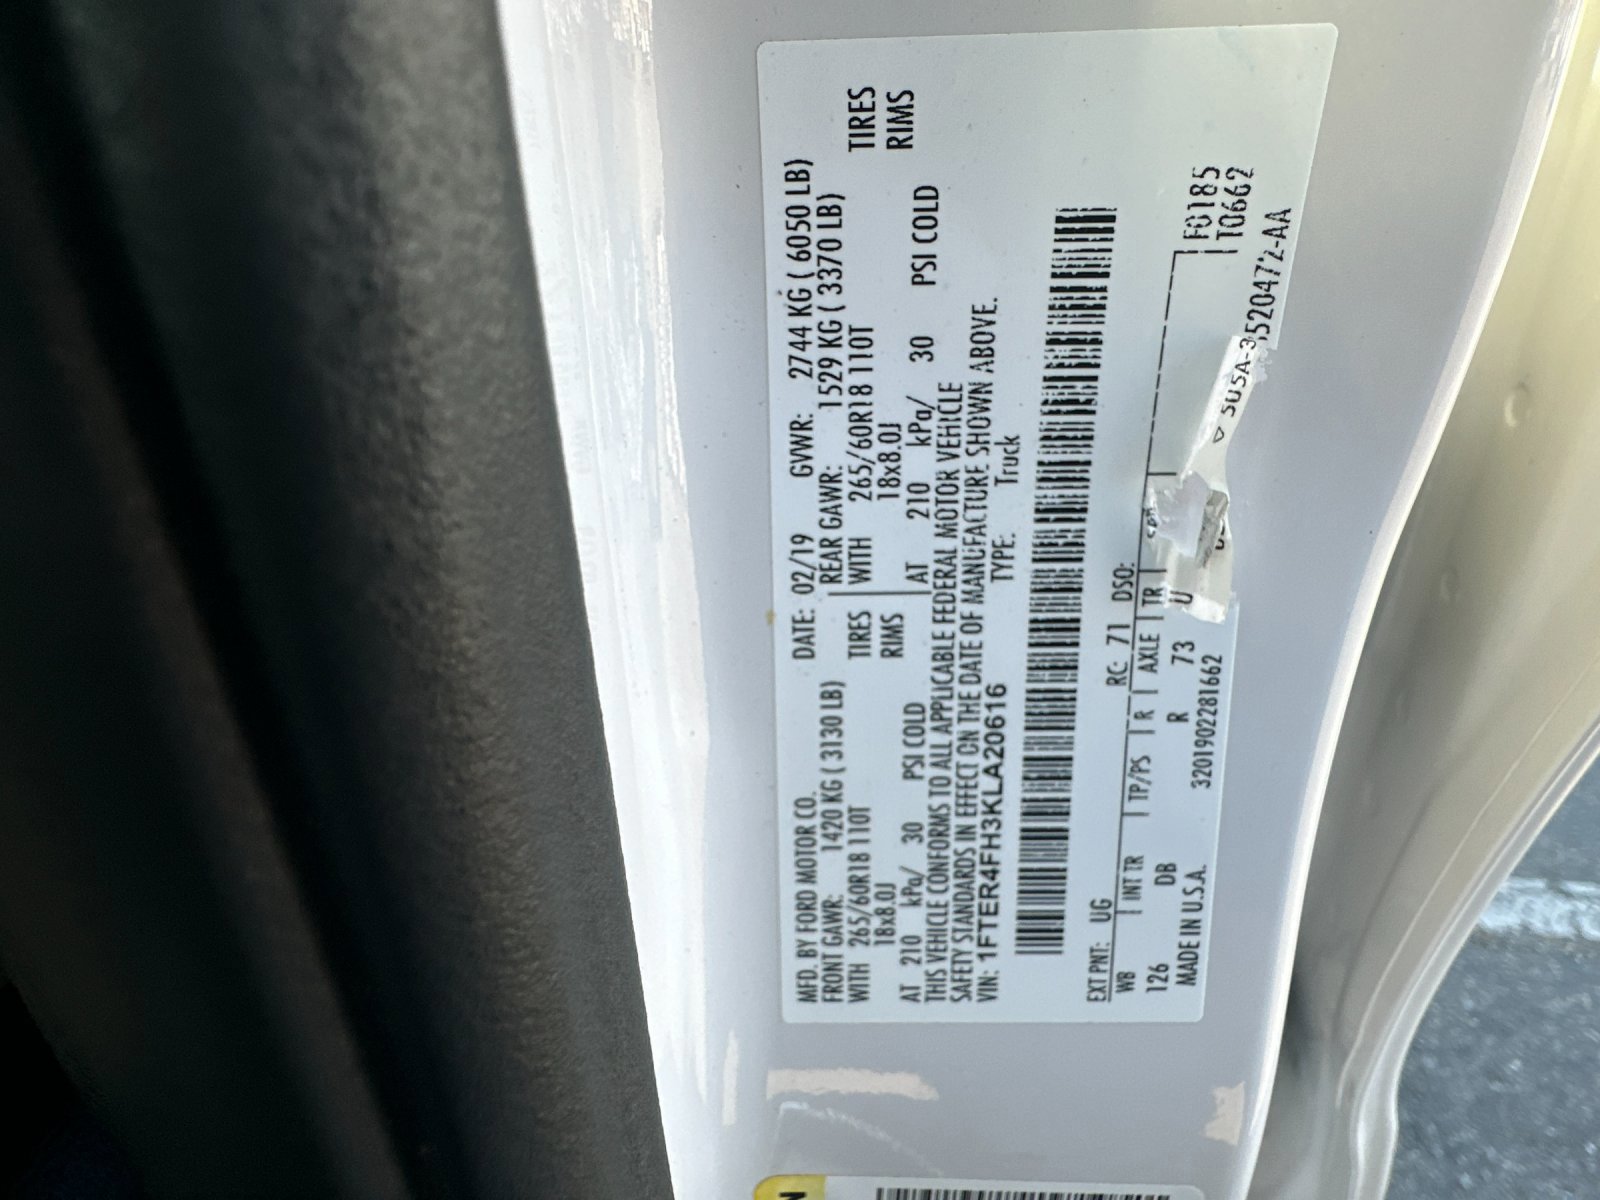 MFD. BY FORD MOTOR CO.
DATE: 02/19 GVWR: 2744 KG ( 6050 LB)
FRONT GAWR: 1420 KG ( 3130 LB)
REAR GAWR: 1529 KG ( 3370 LB)
WITH 265/60R18 110T TIRES
WITH 265/60R18 110T TIRES
18x8.0J RIMS
18x8.0J RIMS
AT 210 kPa/ 30 PSI COLD
AT 210 kPa/ 30 PSI COLD
THIS VEHICLE CONFORMS TO ALL APPLICABLE FEDERAL MOTOR VEHICLE
SAFETY STANDARDS IN EFFECT ON THE DATE OF MANUFACTURE SHOWN ABOVE.
VIN: 1FTER4FH3KLA20616 TYPE: Truck
EXT PNT: UG RC: 71 DSO:
WB INT TR TP/PS R AXLE TR
126 DB R 73 U
F0185
T0662
MADE IN U.S.A. 3201902281662
5U5A-3520472-AA
N